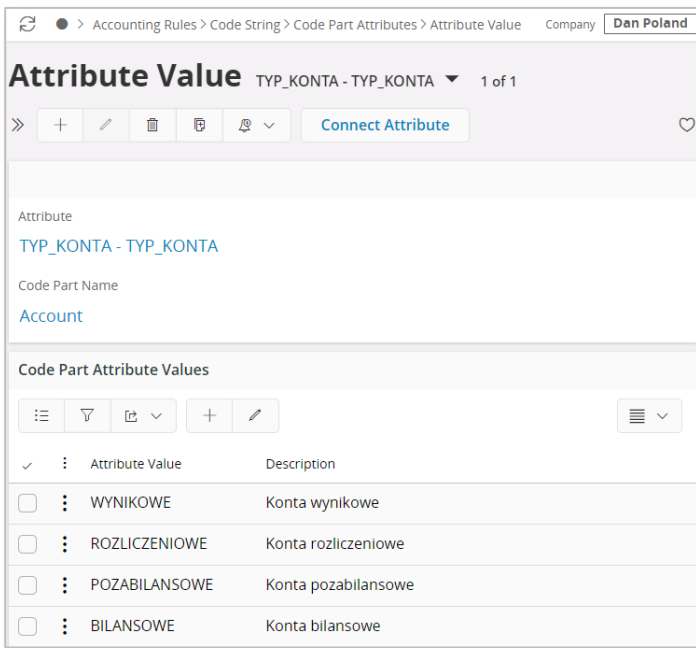 Accounting Rules > Code String > Code Part Attributes > Attribute Value Company Dan Poland
Attribute Value TYP_KONTA - TYP_KONTA 1 of 1
Connect Attribute
Attribute
TYP_KONTA - TYP_KONTA
Code Part Name
Account
Code Part Attribute Values
Attribute Value Description
WYNIKOWE Konta wynikowe
ROZLICZENIOWE Konta rozliczeniowe
POZABILANSOWE Konta pozabilansowe
BILANSOWE Konta bilansowe